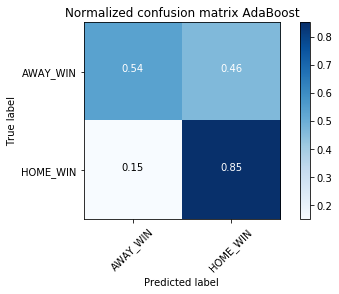 Normalized confusion matrix AdaBoost
True label
AWAY_WIN
0.54
0.46
HOME_WIN
0.15
0.85
AWAY_WIN
HOME_WIN
Predicted label
0.8
0.7
0.6
0.5
0.4
0.3
0.2